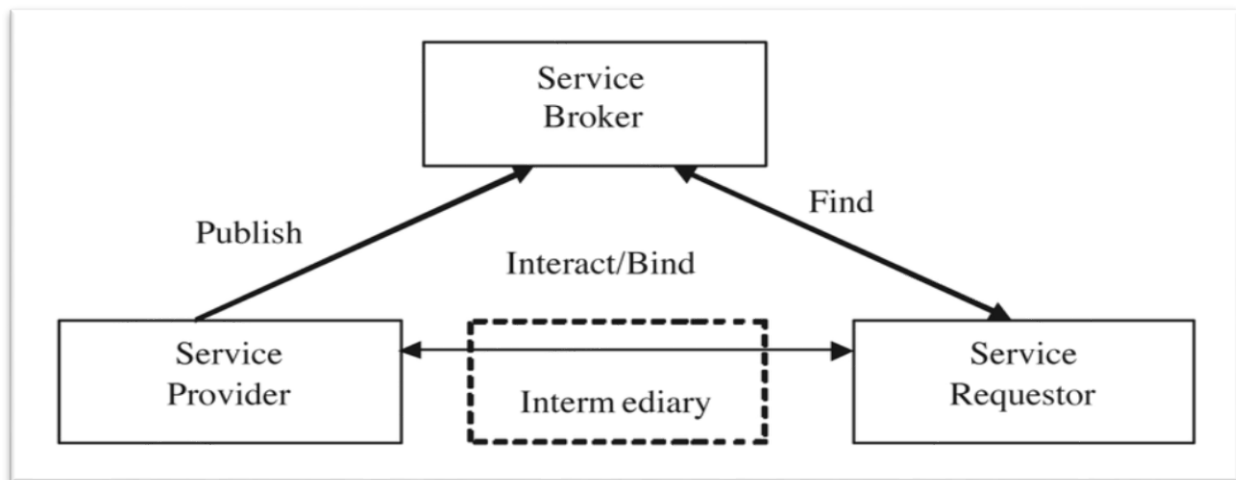 Service
Broker
Publish
Find
Interact/Bind
Service
Provider
Interm ediary
Service
Requestor